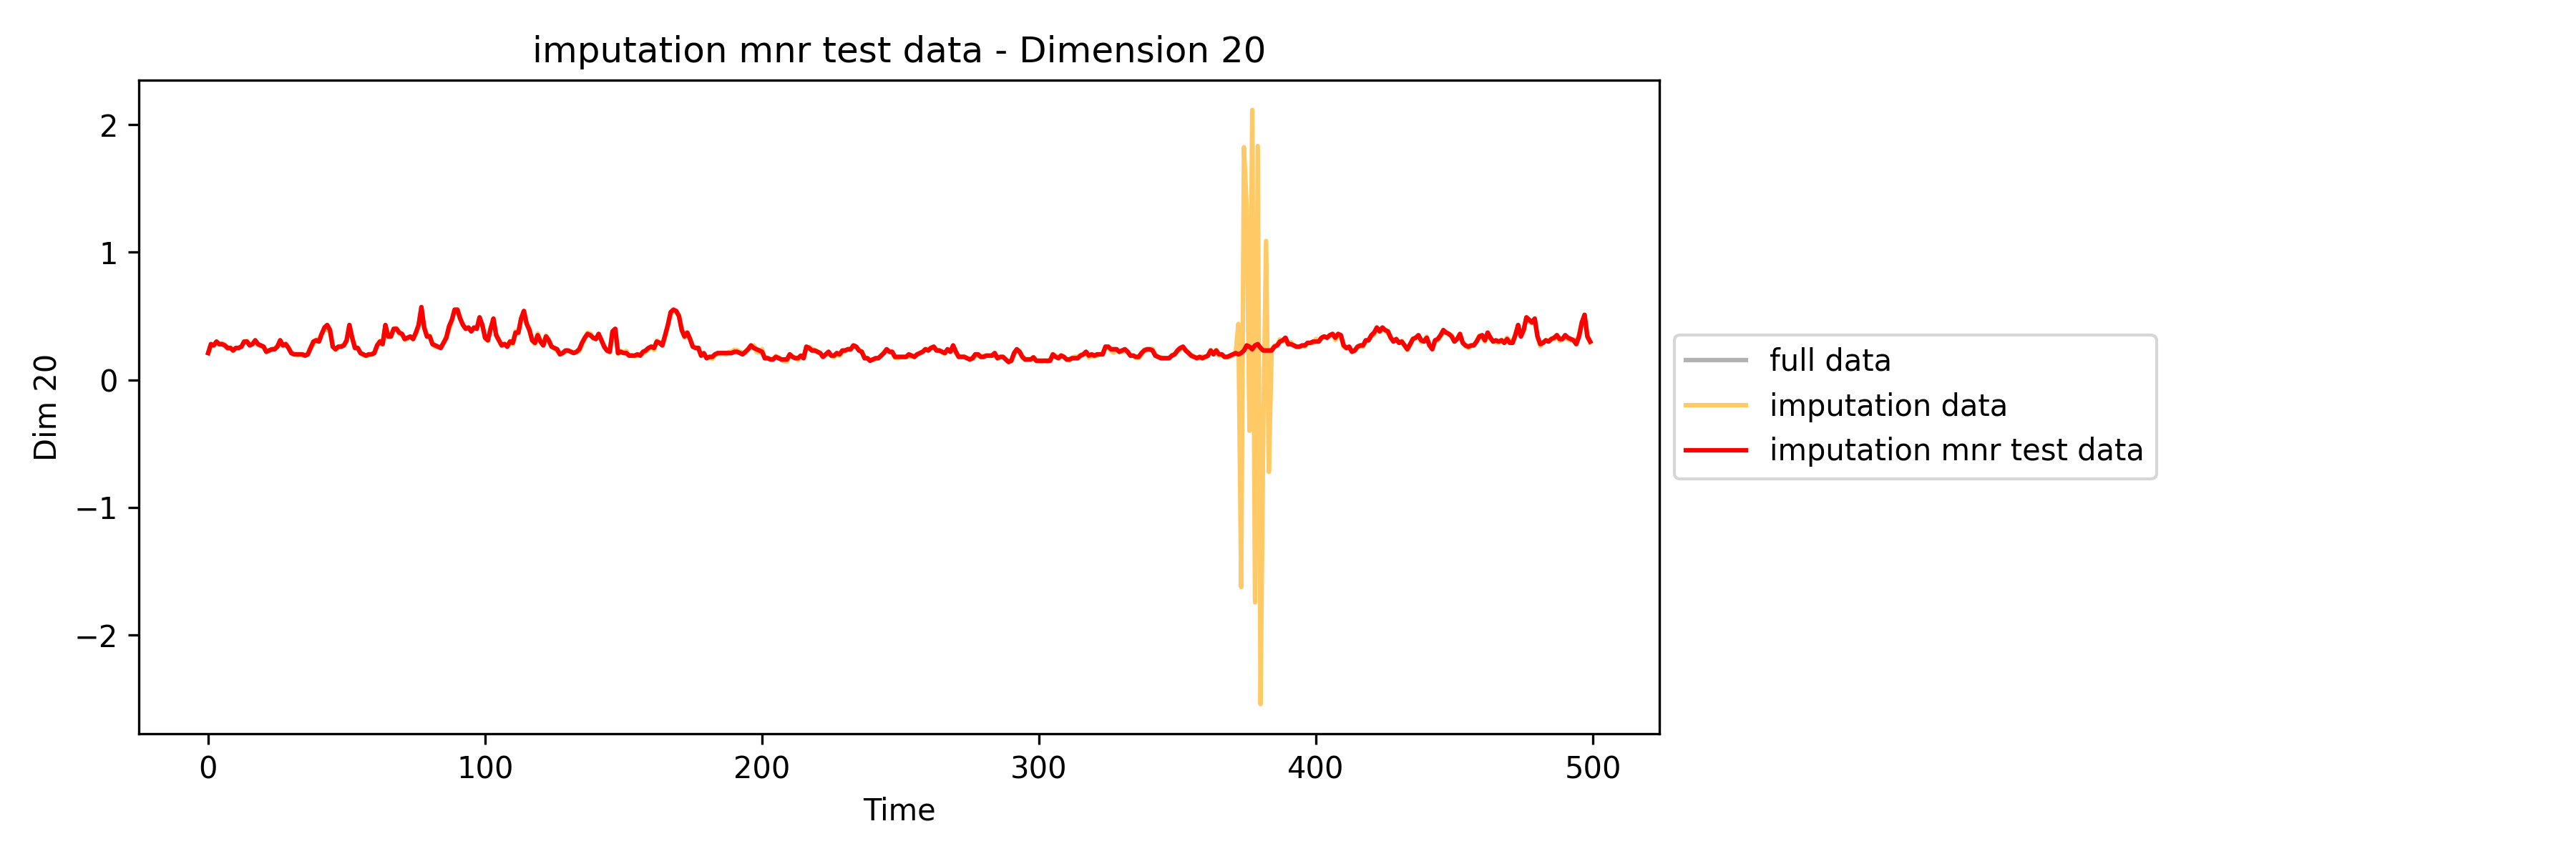 imputation mnr test data - Dimension 20
2
1
0
−1
−2
Dim 20
0 100 200 300 400 500
Time
full data
imputation data
imputation mnr test data